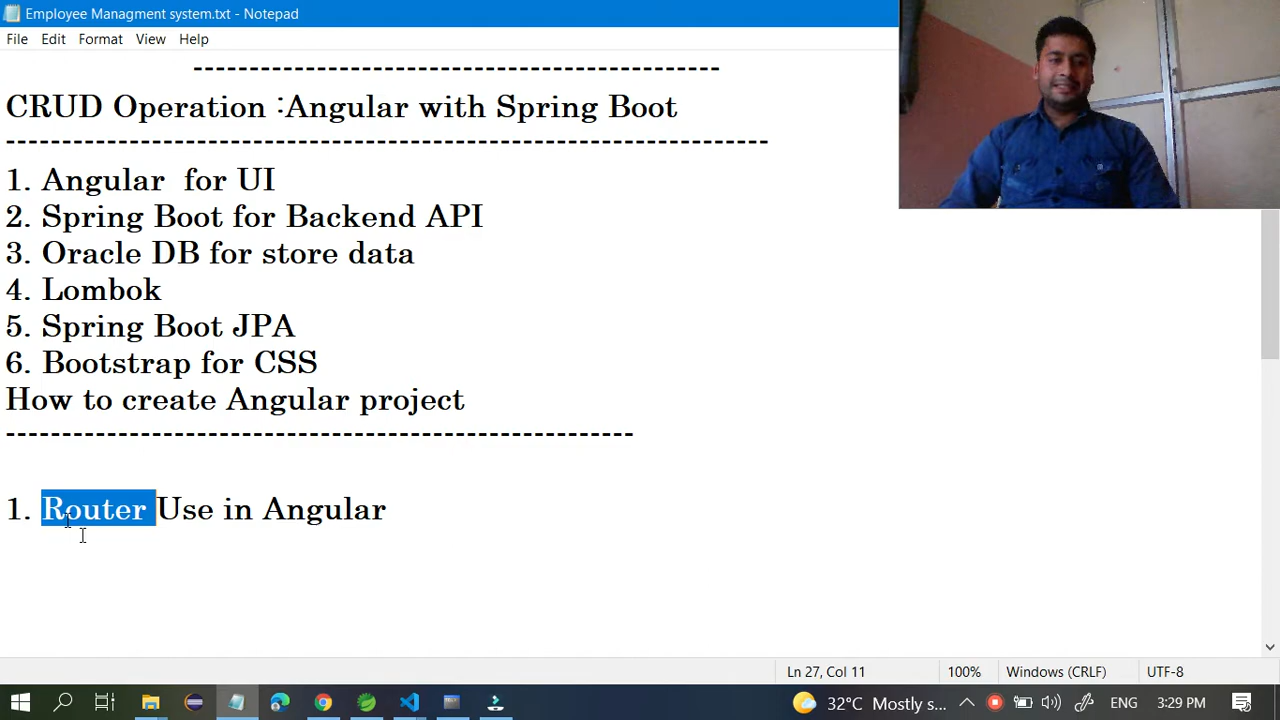 Employee Managment system.txt - Notepad
File Edit Format View Help
---------------------------------------------
CRUD Operation :Angular with Spring Boot
-----------------------------------------------------------------
1. Angular  for UI
2. Spring Boot for Backend API
3. Oracle DB for store data
4. Lombok
5. Spring Boot JPA
6. Bootstrap for CSS
How to create Angular project
------------------------------------------------------
1. Router Use in Angular
Ln 27, Col 11 100% Windows (CRLF) UTF-8
32°C Mostly s... ENG 3:29 PM